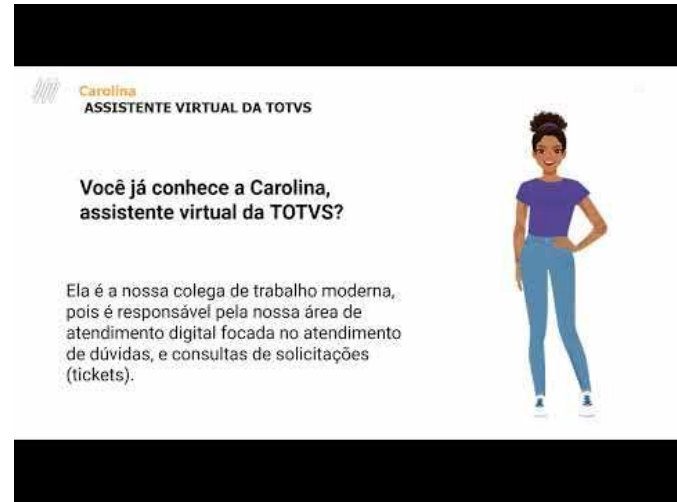 Carolina
ASSISTENTE VIRTUAL DA TOTVS
Você já conhece a Carolina,
assistente virtual da TOTVS?
Ela é a nossa colega de trabalho moderna,
pois é responsável pela nossa área de
atendimento digital focada no atendimento
de dúvidas, e consultas de solicitações
(tickets).